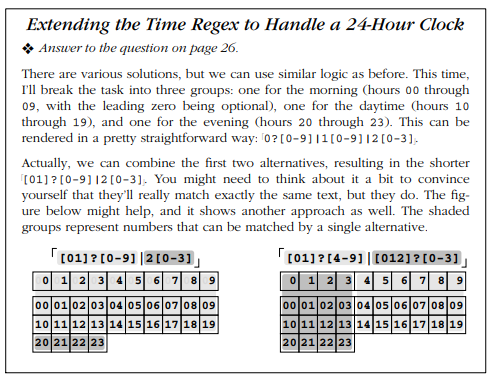 Extending the Time Regex to Handle a 24-Hour Clock
❖ Answer to the question on page 26.
There are various solutions, but we can use similar logic as before. This time,
I'll break the task into three groups: one for the morning (hours 00 through
09, with the leading zero being optional), one for the daytime (hours 10
through 19), and one for the evening (hours 20 through 23). This can be
rendered in a pretty straightforward way: ⌈0?[0-9]|1[0-9]|2[0-3]⌋.
Actually, we can combine the first two alternatives, resulting in the shorter
⌈[01]?[0-9]|2[0-3]⌋. You might need to think about it a bit to convince
yourself that they'll really match exactly the same text, but they do. The fig-
ure below might help, and it shows another approach as well. The shaded
groups represent numbers that can be matched by a single alternative.
⌈[01]?[0-9]|2[0-3]⌋
0 1 2 3 4 5 6 7 8 9
00 01 02 03 04 05 06 07 08 09
10 11 12 13 14 15 16 17 18 19
20 21 22 23
⌈[01]?[4-9]|[012]?[0-3]⌋
0 1 2 3 4 5 6 7 8 9
00 01 02 03 04 05 06 07 08 09
10 11 12 13 14 15 16 17 18 19
20 21 22 23